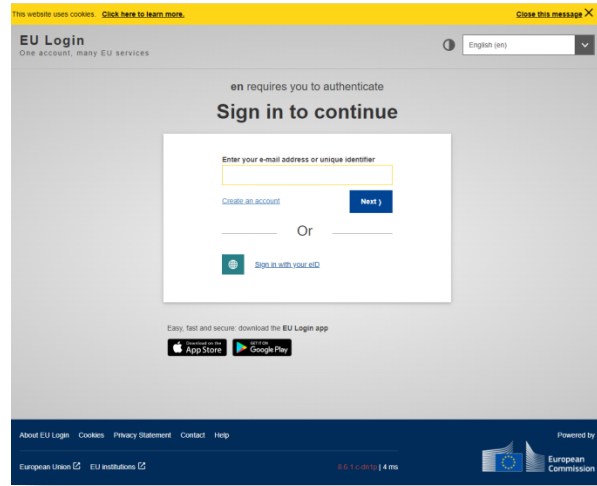 This website uses cookies. Click here to learn more. Close this message
EU Login
One account, many EU services
English (en)
en requires you to authenticate
Sign in to continue
Enter your e-mail address or unique identifier
Create an account
Next
Or
Sign in with your eID
Easy, fast and secure: download the EU Login app
Download on the
App Store
GET IT ON
Google Play
About EU Login Cookies Privacy Statement Contact Help Powered by
European Union EU institutions | 4 ms
European
Commission